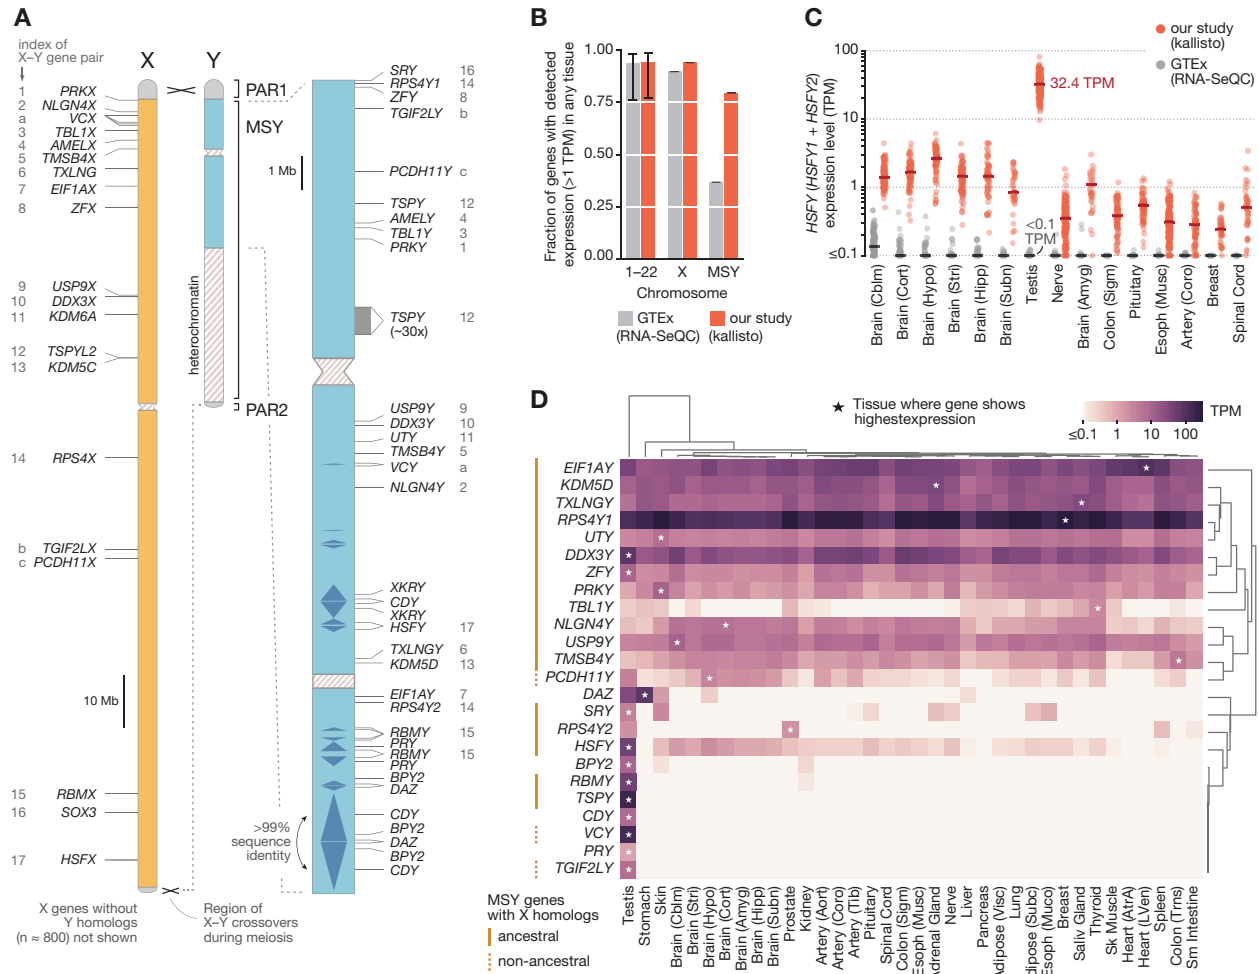 A
index of
X–Y gene pair
X
Y
1 PRKX
2 NLGN4X
a VCX
3 TBL1X
4 AMELX
5 TMSB4X
6 TXLNG
7 EIF1AX
8 ZFX
9 USP9X
10 DDX3X
11 KDM6A
12 TSPYL2
13 KDM5C
14 RPS4X
b TGIF2LX
c PCDH11X
10 Mb
15 RBMX
16 SOX3
17 HSFX
X genes without
Y homologs
(n ≈ 800) not shown
Region of
X–Y crossovers
during meiosis
PAR1
MSY
heterochromatin
PAR2
1 Mb
>99%
sequence
identity
SRY 16
RPS4Y1 14
ZFY 8
TGIF2LY b
PCDH11Y c
TSPY 12
AMELY 4
TBL1Y 3
PRKY 1
TSPY 12
(~30x)
USP9Y 9
DDX3Y 10
UTY 11
TMSB4Y 5
VCY a
NLGN4Y 2
XKRY
CDY
XKRY
HSFY 17
TXLNGY 6
KDM5D 13
EIF1AY 7
RPS4Y2 14
RBMY 15
PRY
RBMY 15
PRY
BPY2
DAZ
CDY
BPY2
DAZ
BPY2
CDY
B
Fraction of genes with detected
expression (>1 TPM) in any tissue
1.00
0.75
0.50
0.25
0.00
1–22
X
MSY
Chromosome
GTEx
(RNA-SeQC)
our study
(kallisto)
C
our study
(kallisto)
GTEx
(RNA-SeQC)
HSFY (HSFY1 + HSFY2)
expression level (TPM)
100
10
1
≤0.1
32.4 TPM
<0.1
TPM
Brain (Cblm)
Brain (Cort)
Brain (Hypo)
Brain (Stri)
Brain (Hipp)
Brain (Subn)
Testis
Nerve
Brain (Amyg)
Colon (Sigm)
Pituitary
Esoph (Musc)
Artery (Coro)
Breast
Spinal Cord
D
★ Tissue where gene shows
highestexpression
TPM
≤0.1
1
10
100
EIF1AY
KDM5D
TXLNGY
RPS4Y1
UTY
DDX3Y
ZFY
PRKY
TBL1Y
NLGN4Y
USP9Y
TMSB4Y
PCDH11Y
DAZ
SRY
RPS4Y2
HSFY
BPY2
RBMY
TSPY
CDY
VCY
PRY
TGIF2LY
MSY genes
with X homologs
ancestral
non-ancestral
Testis
Stomach
Skin
Brain (Cblm)
Brain (Stri)
Brain (Hypo)
Brain (Cort)
Brain (Amyg)
Brain (Hipp)
Brain (Subn)
Prostate
Kidney
Artery (Aort)
Artery (Coro)
Artery (Tib)
Pituitary
Spinal Cord
Colon (Sigm)
Esoph (Musc)
Adrenal Gland
Nerve
Liver
Pancreas
Adipose (Visc)
Lung
Adipose (Subc)
Esoph (Muco)
Breast
Saliv Gland
Thyroid
Sk Muscle
Heart (AtrA)
Heart (LVen)
Spleen
Colon (Trns)
Sm Intestine